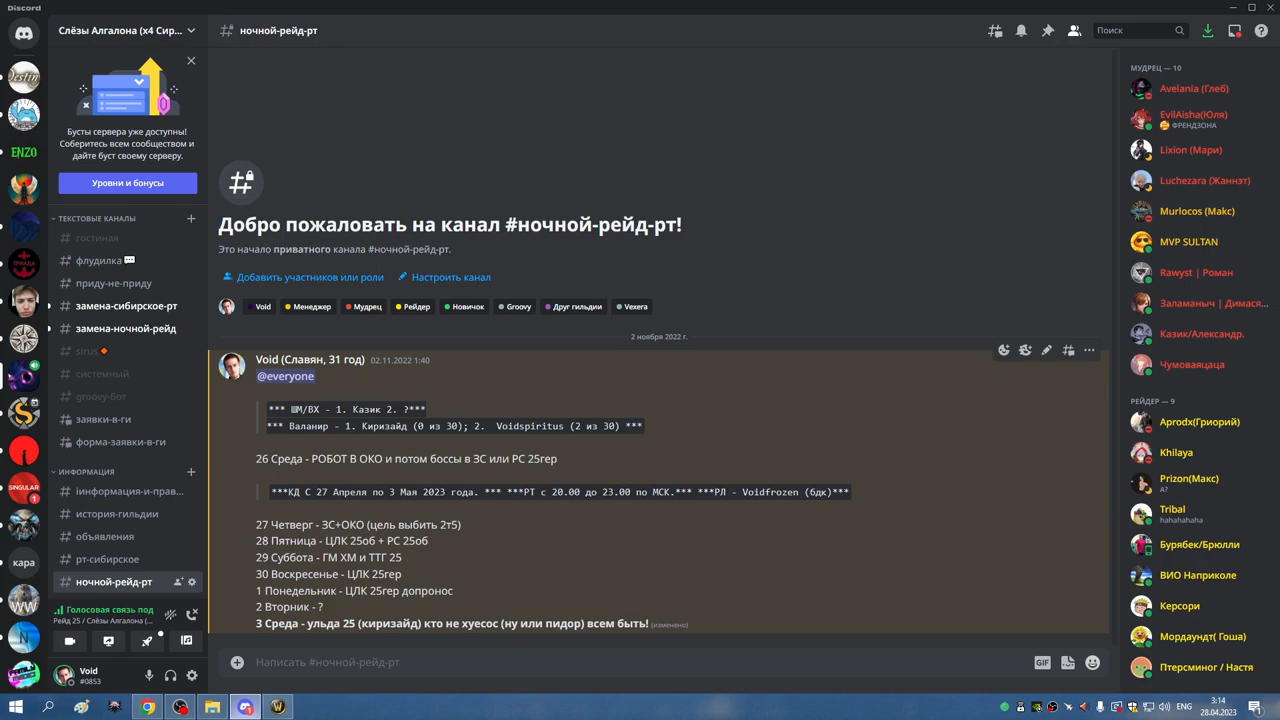 Discord
Слёзы Алгалона (x4 Сир...
ночной-рейд-рт
Поиск
ENZO
SINGULAR
1
кара
WW
Бусты сервера уже доступны!
Соберитесь всем сообществом и
дайте буст своему серверу.
Уровни и бонусы
ТЕКСТОВЫЕ КАНАЛЫ
гостиная
флудилка
приду-не-приду
замена-сибирское-рт
замена-ночной-рейд
sirus
системный
groovy-бот
заявки-в-ги
форма-заявки-в-ги
ИНФОРМАЦИЯ
информация-и-прав...
история-гильдии
объявления
рт-сибирское
ночной-рейд-рт
Голосовая связь под
Рейд 25 / Слёзы Алгалона (...
Void
#0853
Добро пожаловать на канал #ночной-рейд-рт!
Это начало приватного канала #ночной-рейд-рт.
Добавить участников или роли
Настроить канал
Void
Менеджер
Мудрец
Рейдер
Новичок
Groovy
Друг гильдии
Vexera
2 ноября 2022 г.
Void (Славян, 31 год) 02.11.2022 1:40
@everyone
*** ШМ/ВХ - 1. Казик 2. ?***
*** Валанир - 1. Киризайд (0 из 30); 2. Voidspiritus (2 из 30) ***
26 Среда - РОБОТ В ОКО и потом боссы в ЗС или РС 25гер
***КД С 27 Апреля по 3 Мая 2023 года. *** ***РТ с 20.00 до 23.00 по МСК.*** ***РЛ - Voidfrozen (бдк)***
27 Четверг - ЗС+ОКО (цель выбить 2т5)
28 Пятница - ЦЛК 25об + РС 25об
29 Суббота - ГМ ХМ и ТТГ 25
30 Воскресенье - ЦЛК 25гер
1 Понедельник - ЦЛК 25гер допронос
2 Вторник - ?
3 Среда - ульда 25 (киризайд) кто не хуесос (ну или пидор) всем быть! (изменено)
Написать #ночной-рейд-рт
GIF
МУДРЕЦ — 10
Avelania (Глеб)
EvilAisha(Юля)
ФРЕНДЗОНА
Lixion (Мари)
Luchezara (Жаннэт)
Murlocos (Макс)
MVP SULTAN
Rawyst | Роман
Заламаныч | Димася...
Казик/Александр.
Чумоваяцаца
РЕЙДЕР — 9
Aprodx(Гриорий)
Khilaya
Prizon(Макс)
А?
Tribal
hahahahaha
Бурябек/Брюлли
ВИО Наприколе
Керсори
Мордаундт( Гоша)
Птерсминог / Настя
ENG
3:14
28.04.2023